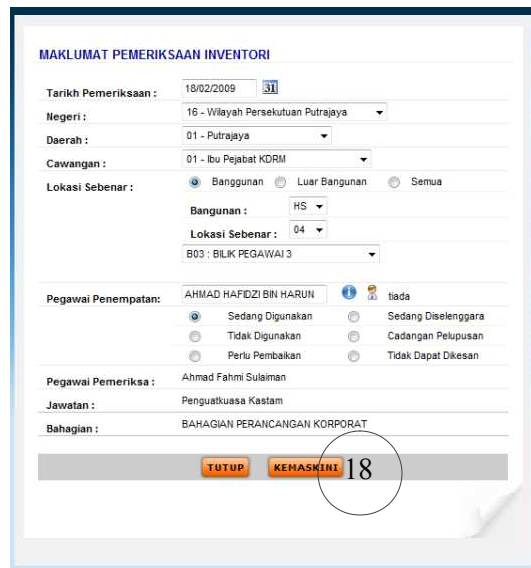 MAKLUMAT PEMERIKSAAN INVENTORI
Tarikh Pemeriksaan : 18/02/2009 31
Negeri : 16 - Wilayah Persekutuan Putrajaya
Daerah : 01 - Putrajaya
Cawangan : 01 - Ibu Pejabat KDRM
Lokasi Sebenar : Banggunan Luar Bangunan Semua
Bangunan : HS
Lokasi Sebenar : 04
B03 : BILIK PEGAWAI 3
Pegawai Penempatan: AHMAD HAFIDZI BIN HARUN tiada
Sedang Digunakan Sedang Diselenggara
Tidak Digunakan Cadangan Pelupusan
Perlu Pembaikan Tidak Dapat Dikesan
Pegawai Pemeriksa : Ahmad Fahmi Sulaiman
Jawatan : Penguatkuasa Kastam
Bahagian : BAHAGIAN PERANCANGAN KORPORAT
TUTUP KEMASKINI 18